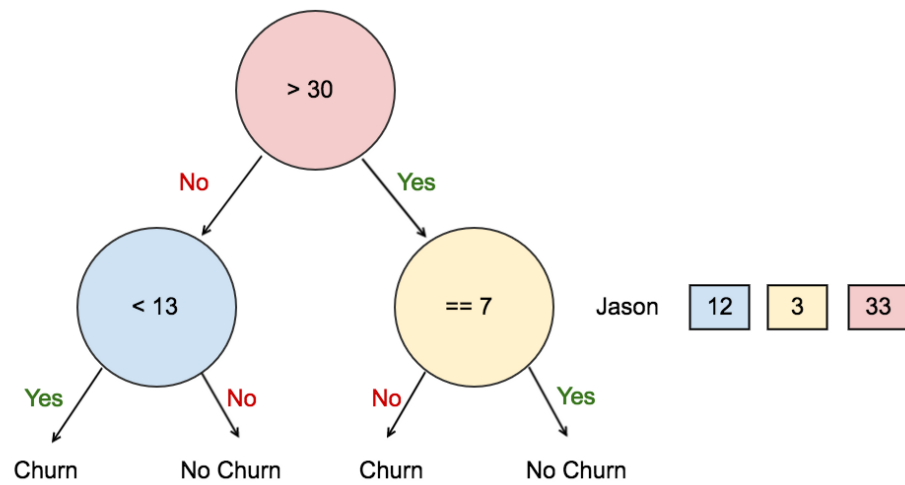 > 30
No
Yes
< 13
== 7
Jason
12
3
33
Yes
No
No
Yes
Churn
No Churn
Churn
No Churn